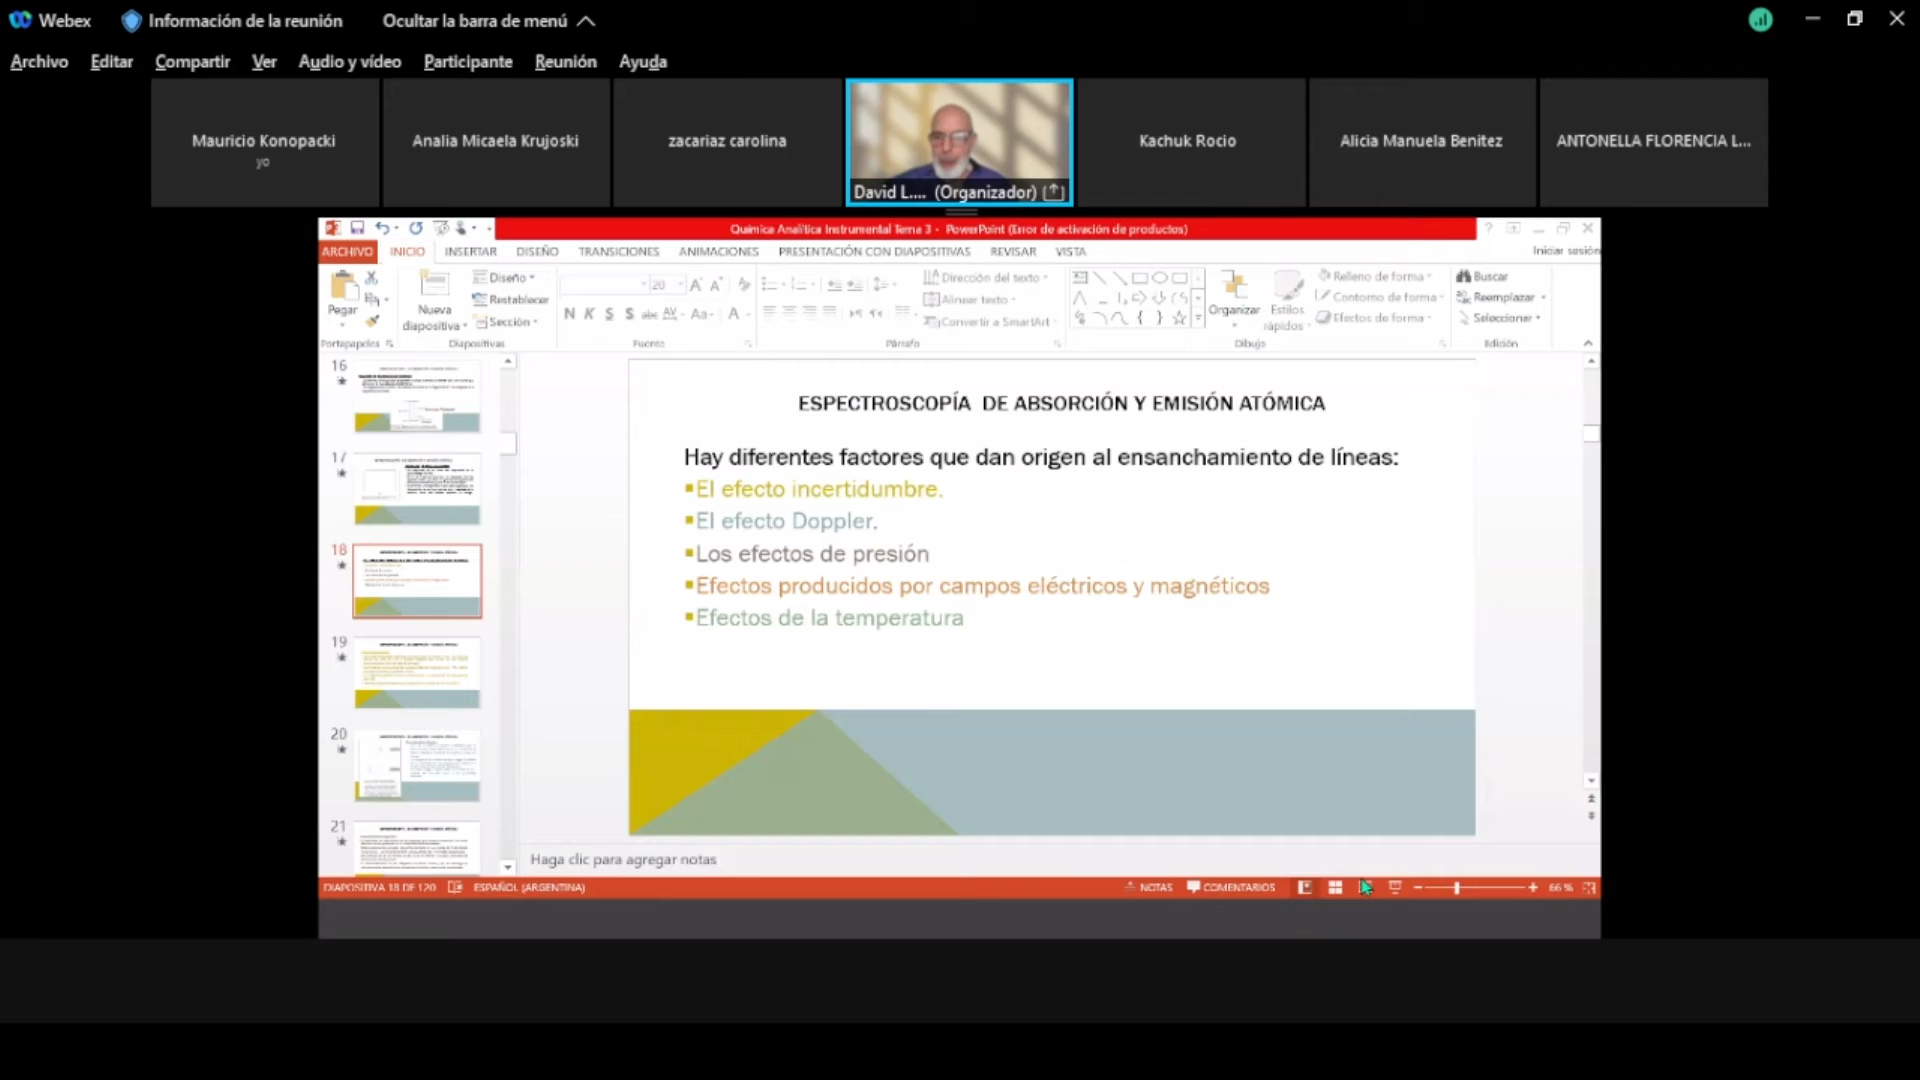 Webex
Información de la reunión
Ocultar la barra de menú
Archivo Editar Compartir Ver Audio y vídeo Participante Reunión Ayuda
Mauricio Konopacki
yo
Analia Micaela Krujoski
zacariaz carolina
David L.... (Organizador)
Kachuk Rocio
Alicia Manuela Benitez
ANTONELLA FLORENCIA L...
Quimica Analítica Instrumental Tema 3 - PowerPoint (Error de activación de productos)
ARCHIVO INICIO INSERTAR DISEÑO TRANSICIONES ANIMACIONES PRESENTACIÓN CON DIAPOSITIVAS REVISAR VISTA
Iniciar sesión
Pegar
Nueva
diapositiva
Diseño
Restablecer
Sección
20
N K S S abc AV Aa A
Dirección del texto
Alinear texto
Convertir a SmartArt
Organizar
Estilos
rápidos
Relleno de forma
Contorno de forma
Efectos de forma
Buscar
Reemplazar
Seleccionar
Portapapeles
Diapositivas
Fuente
Párrafo
Dibujo
Edición
16
17
18
19
20
21
ESPECTROSCOPÍA DE ABSORCIÓN Y EMISIÓN ATÓMICA
Hay diferentes factores que dan origen al ensanchamiento de líneas:
▪El efecto incertidumbre.
▪El efecto Doppler.
▪Los efectos de presión
▪Efectos producidos por campos eléctricos y magnéticos
▪Efectos de la temperatura
Haga clic para agregar notas
DIAPOSITIVA 18 DE 120
ESPAÑOL (ARGENTINA)
NOTAS
COMENTARIOS
66 %